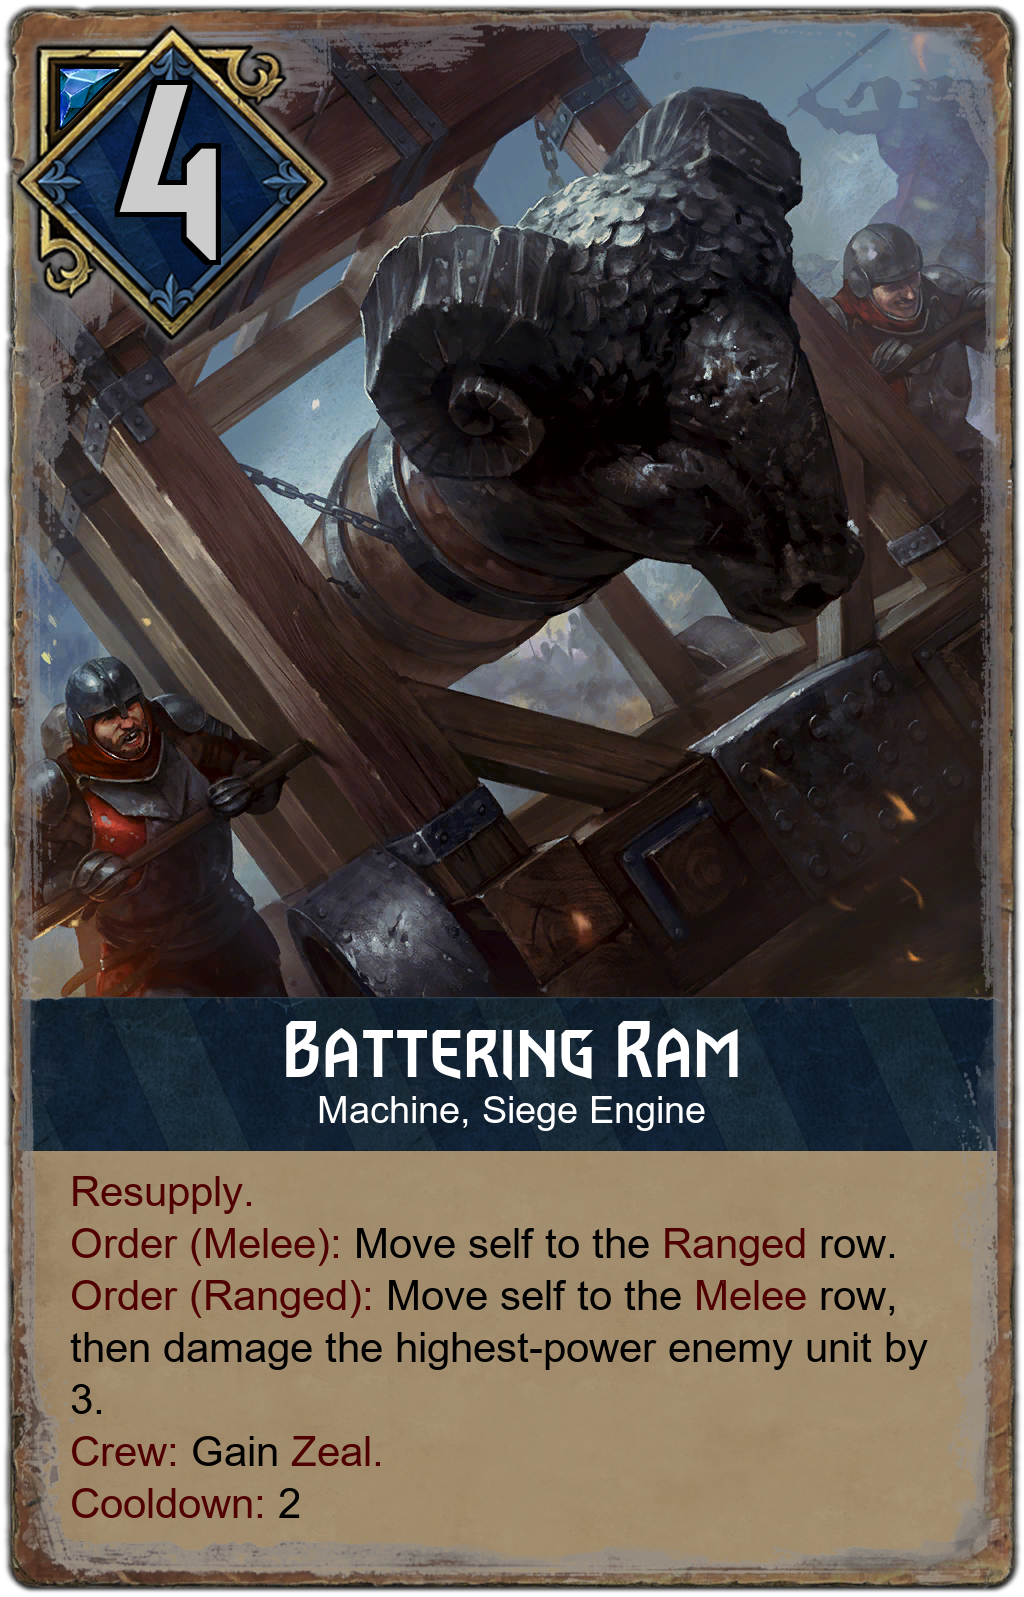 4
Battering Ram
Machine, Siege Engine
Resupply.
Order (Melee): Move self to the Ranged row.
Order (Ranged): Move self to the Melee row,
then damage the highest-power enemy unit by
3.
Crew: Gain Zeal.
Cooldown: 2